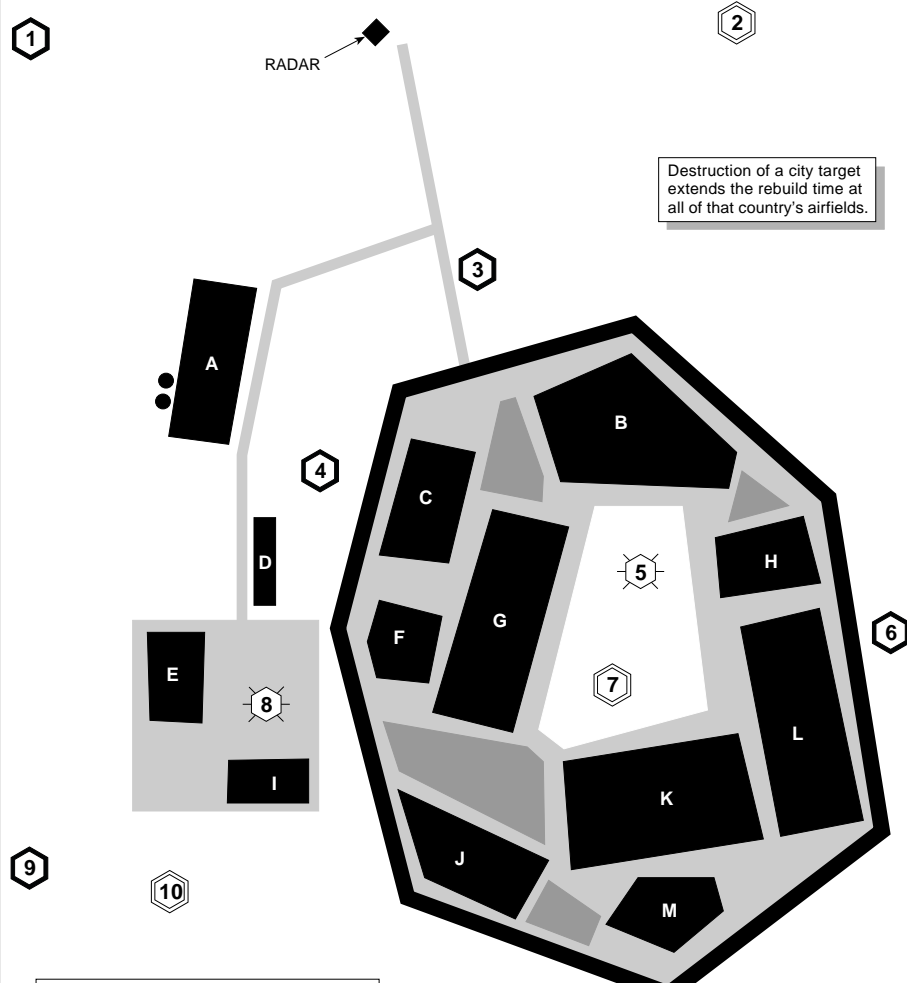 1
2
RADAR
Destruction of a city target
extends the rebuild time at
all of that country's airfields.
3
A
B
4
C
5
H
D
G
6
F
E
7
8
L
I
K
J
9
10
M